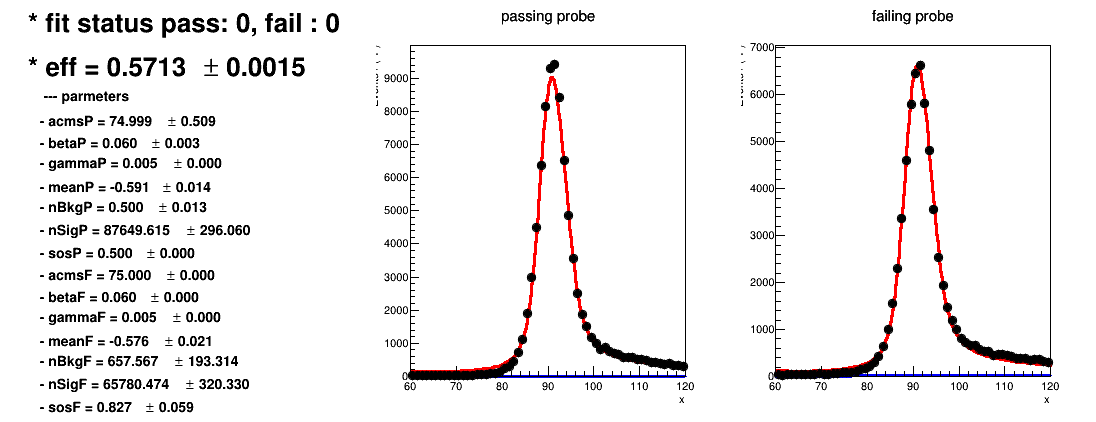 * fit status pass: 0, fail : 0
* eff = 0.5713 ± 0.0015
--- parmeters
- acmsP = 74.999 ± 0.509
- betaP = 0.060 ± 0.003
- gammaP = 0.005 ± 0.000
- meanP = -0.591 ± 0.014
- nBkgP = 0.500 ± 0.013
- nSigP = 87649.615 ± 296.060
- sosP = 0.500 ± 0.000
- acmsF = 75.000 ± 0.000
- betaF = 0.060 ± 0.000
- gammaF = 0.005 ± 0.000
- meanF = -0.576 ± 0.021
- nBkgF = 657.567 ± 193.314
- nSigF = 65780.474 ± 320.330
- sosF = 0.827 ± 0.059
passing probe
9000
8000
7000
6000
5000
4000
3000
2000
1000
0
60 70 80 90 100 110 120
x
failing probe
7000
6000
5000
4000
3000
2000
1000
0
60 70 80 90 100 110 120
x